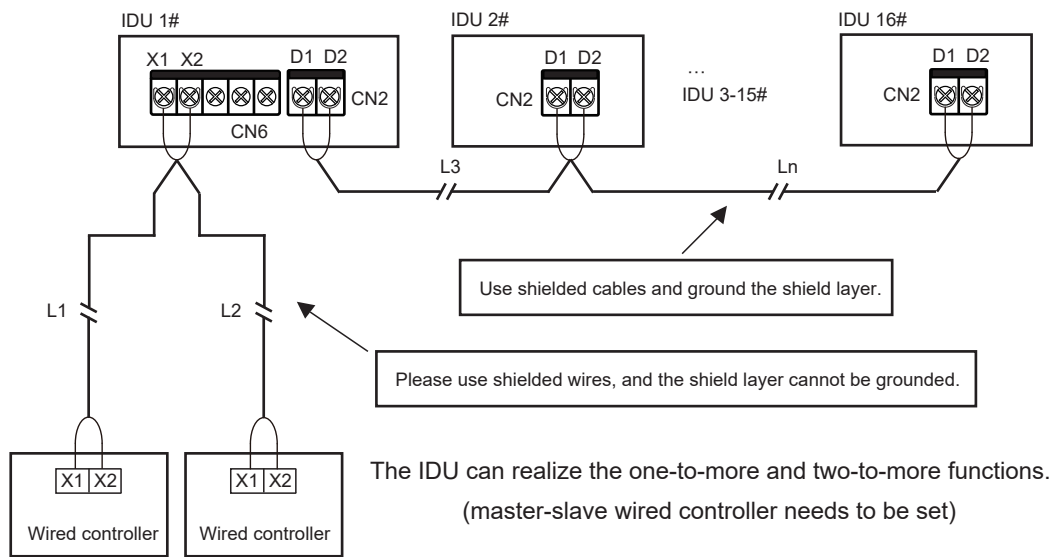 IDU 1#
IDU 2#
IDU 16#
X1 X2
D1 D2
CN2
CN6
D1 D2
CN2
...
IDU 3-15#
D1 D2
CN2
L3
Ln
Use shielded cables and ground the shield layer.
L1
L2
Please use shielded wires, and the shield layer cannot be grounded.
X1 X2
Wired controller
X1 X2
Wired controller
The IDU can realize the one-to-more and two-to-more functions.
(master-slave wired controller needs to be set)